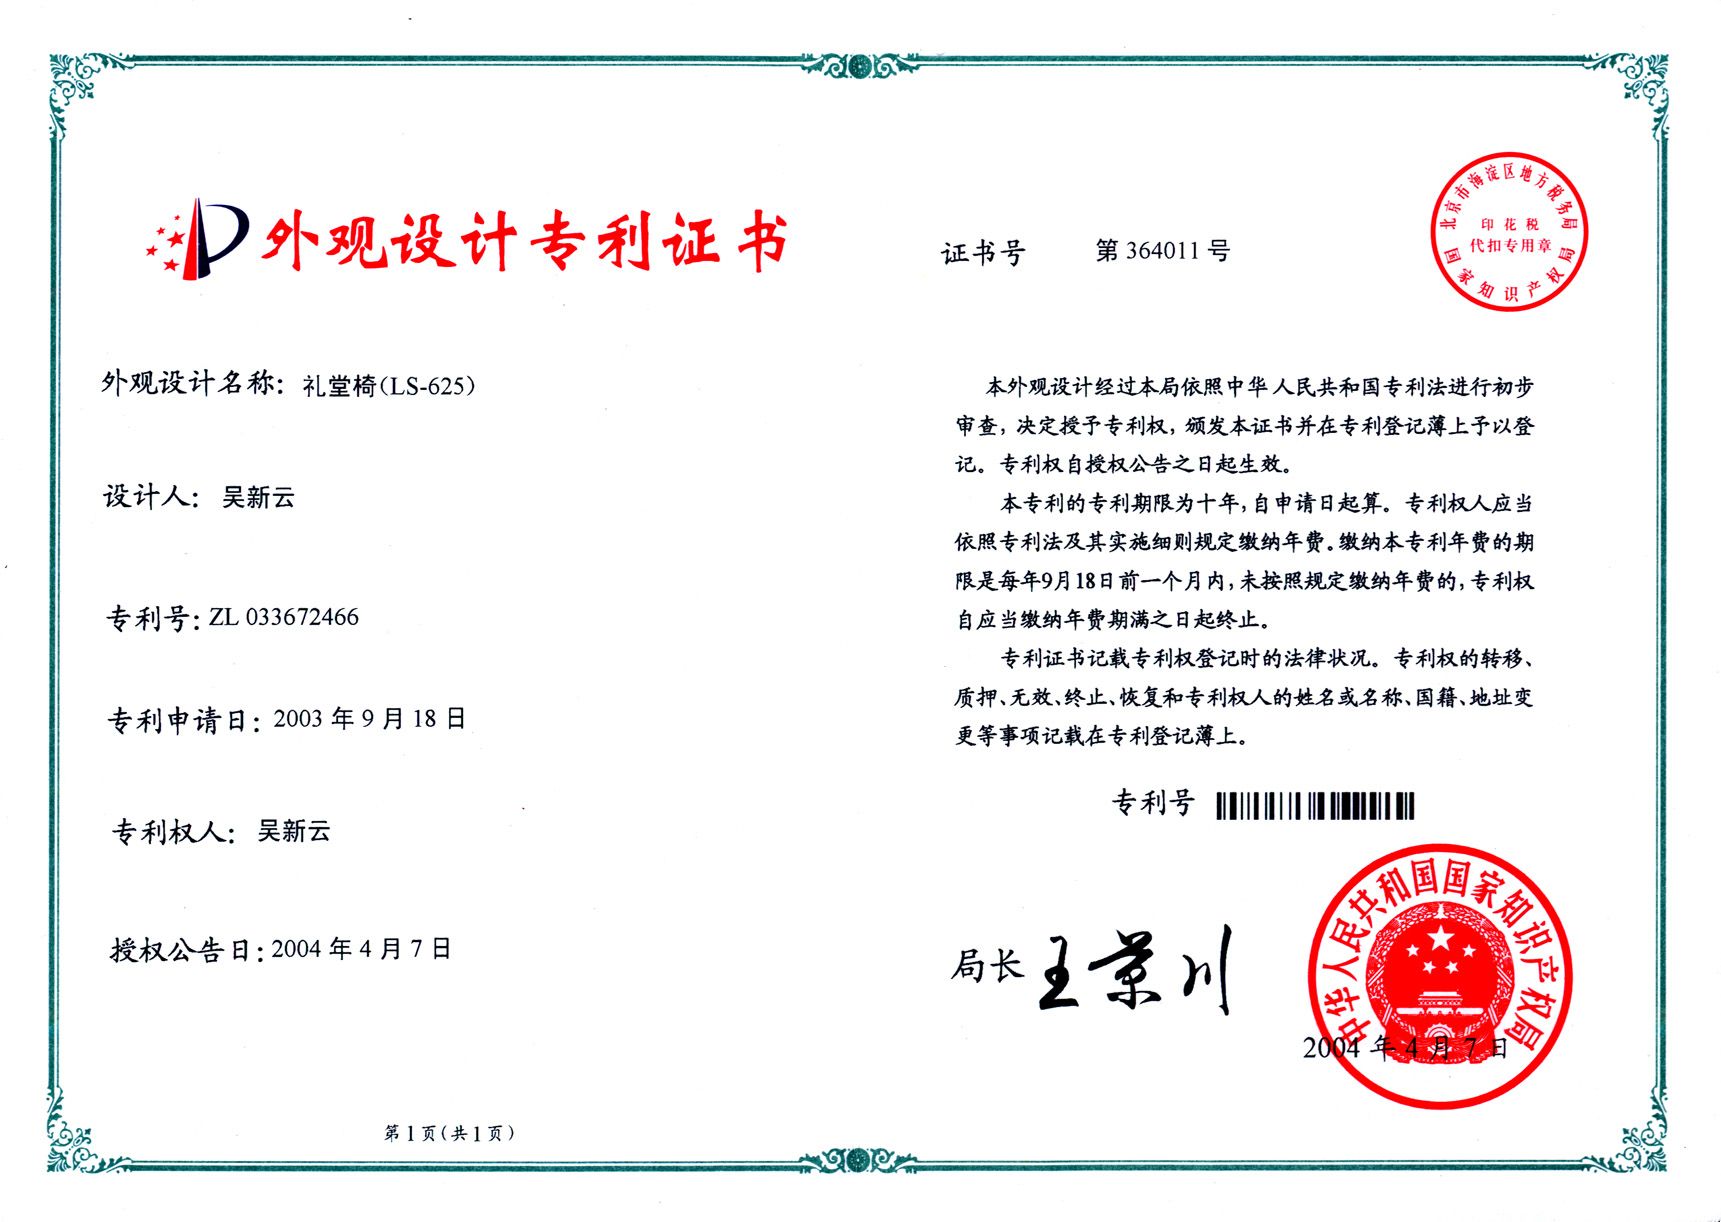 外观设计专利证书
外观设计名称：礼堂椅(LS-625)
设计人：吴新云
专利号：ZL 033672466
专利申请日：2003 年 9 月 18 日
专利权人：吴新云
授权公告日：2004 年 4 月 7 日
第 1 页(共 1 页)
证书号 第 364011 号
北京市海淀区地方税务局
印花税
代扣专用章
国家知识产权局
本外观设计经过本局依照中华人民共和国专利法进行初步
审查，决定授予专利权，颁发本证书并在专利登记薄上予以登
记。专利权自授权公告之日起生效。
本专利的专利期限为十年，自申请日起算。专利权人应当
依照专利法及其实施细则规定缴纳年费。缴纳本专利年费的期
限是每年9月18日前一个月内，未按照规定缴纳年费的，专利权
自应当缴纳年费期满之日起终止。
专利证书记载专利权登记时的法律状况。专利权的转移、
质押、无效、终止、恢复和专利权人的姓名或名称、国籍、地址变
更等事项记载在专利登记薄上。
专利号
局长 王景川
中华人民共和国国家知识产权局
2004 年 4 月 7 日